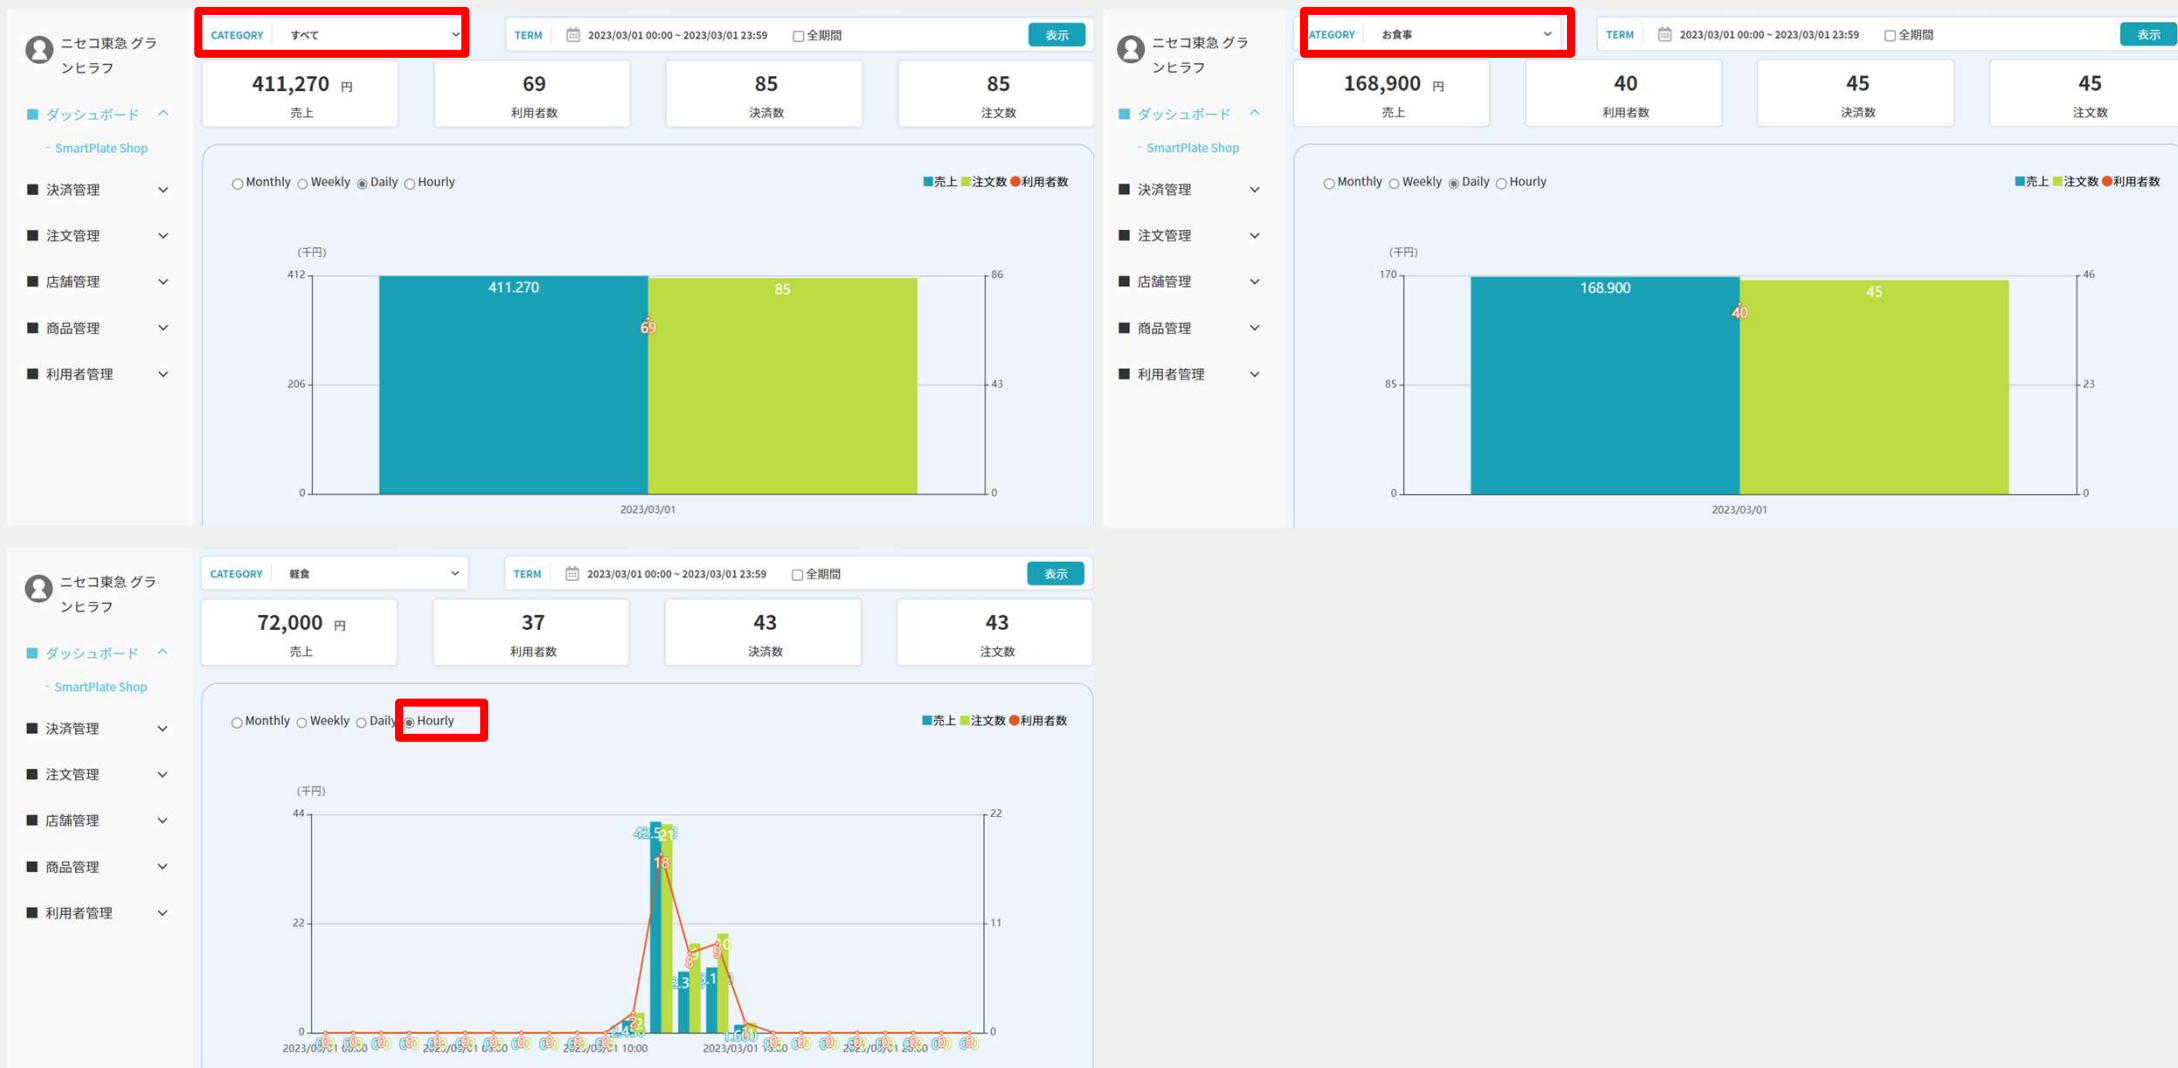 ニセコ東急 グラ
ンヒラフ
ダッシュボード
- SmartPlate Shop
決済管理
注文管理
店舗管理
商品管理
利用者管理
CATEGORY すべて
TERM 2023/03/01 00:00 ~ 2023/03/01 23:59 全期間 表示
411,270 円
売上
69
利用者数
85
決済数
85
注文数
Monthly Weekly Daily Hourly
売上 注文数 利用者数
(千円)
412
206
0
411.270
85
69
86
43
0
2023/03/01
ニセコ東急 グラ
ンヒラフ
ダッシュボード
- SmartPlate Shop
決済管理
注文管理
店舗管理
商品管理
利用者管理
ATEGORY お食事
TERM 2023/03/01 00:00 ~ 2023/03/01 23:59 全期間 表示
168,900 円
売上
40
利用者数
45
決済数
45
注文数
Monthly Weekly Daily Hourly
売上 注文数 利用者数
(千円)
170
85
0
168.900
45
40
46
23
0
2023/03/01
ニセコ東急 グラ
ンヒラフ
ダッシュボード
- SmartPlate Shop
決済管理
注文管理
店舗管理
商品管理
利用者管理
CATEGORY 軽食
TERM 2023/03/01 00:00 ~ 2023/03/01 23:59 全期間 表示
72,000 円
売上
37
利用者数
43
決済数
43
注文数
Monthly Weekly Daily Hourly
売上 注文数 利用者数
(千円)
44
22
0
21
18
22
11
0